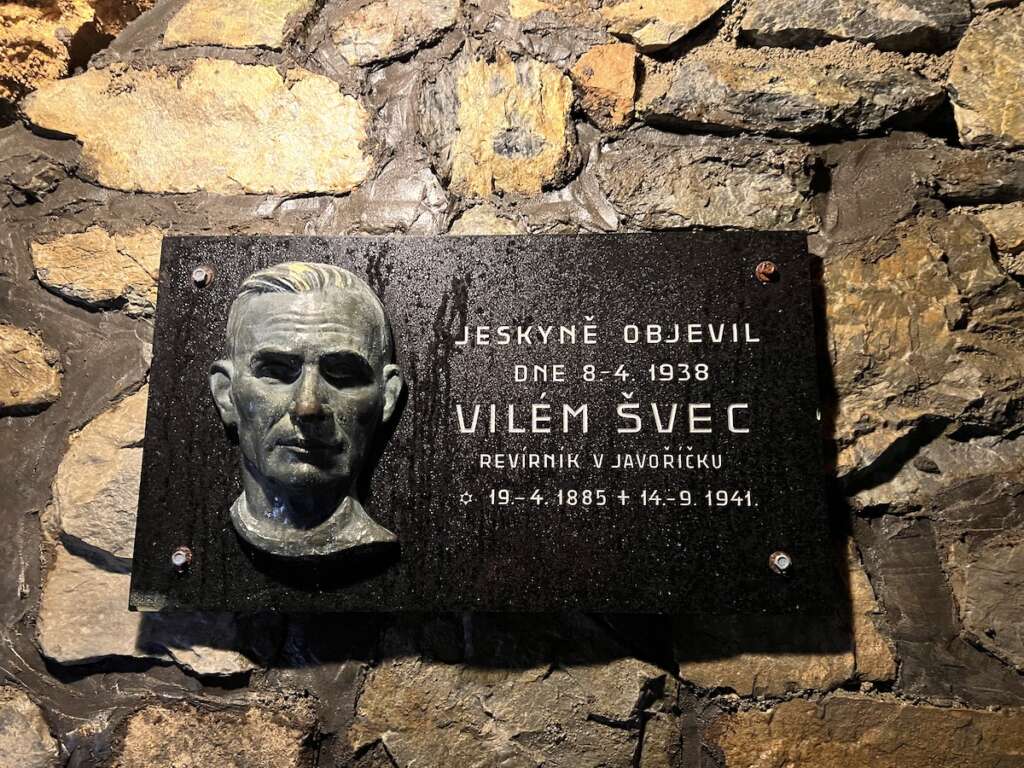 JESKYNĚ OBJEVIL
DNE 8.-4. 1938
VILÉM ŠVEC
REVÍRNÍK V JAVOŘÍČKU
✡ 19.-4. 1885 + 14.-9. 1941.